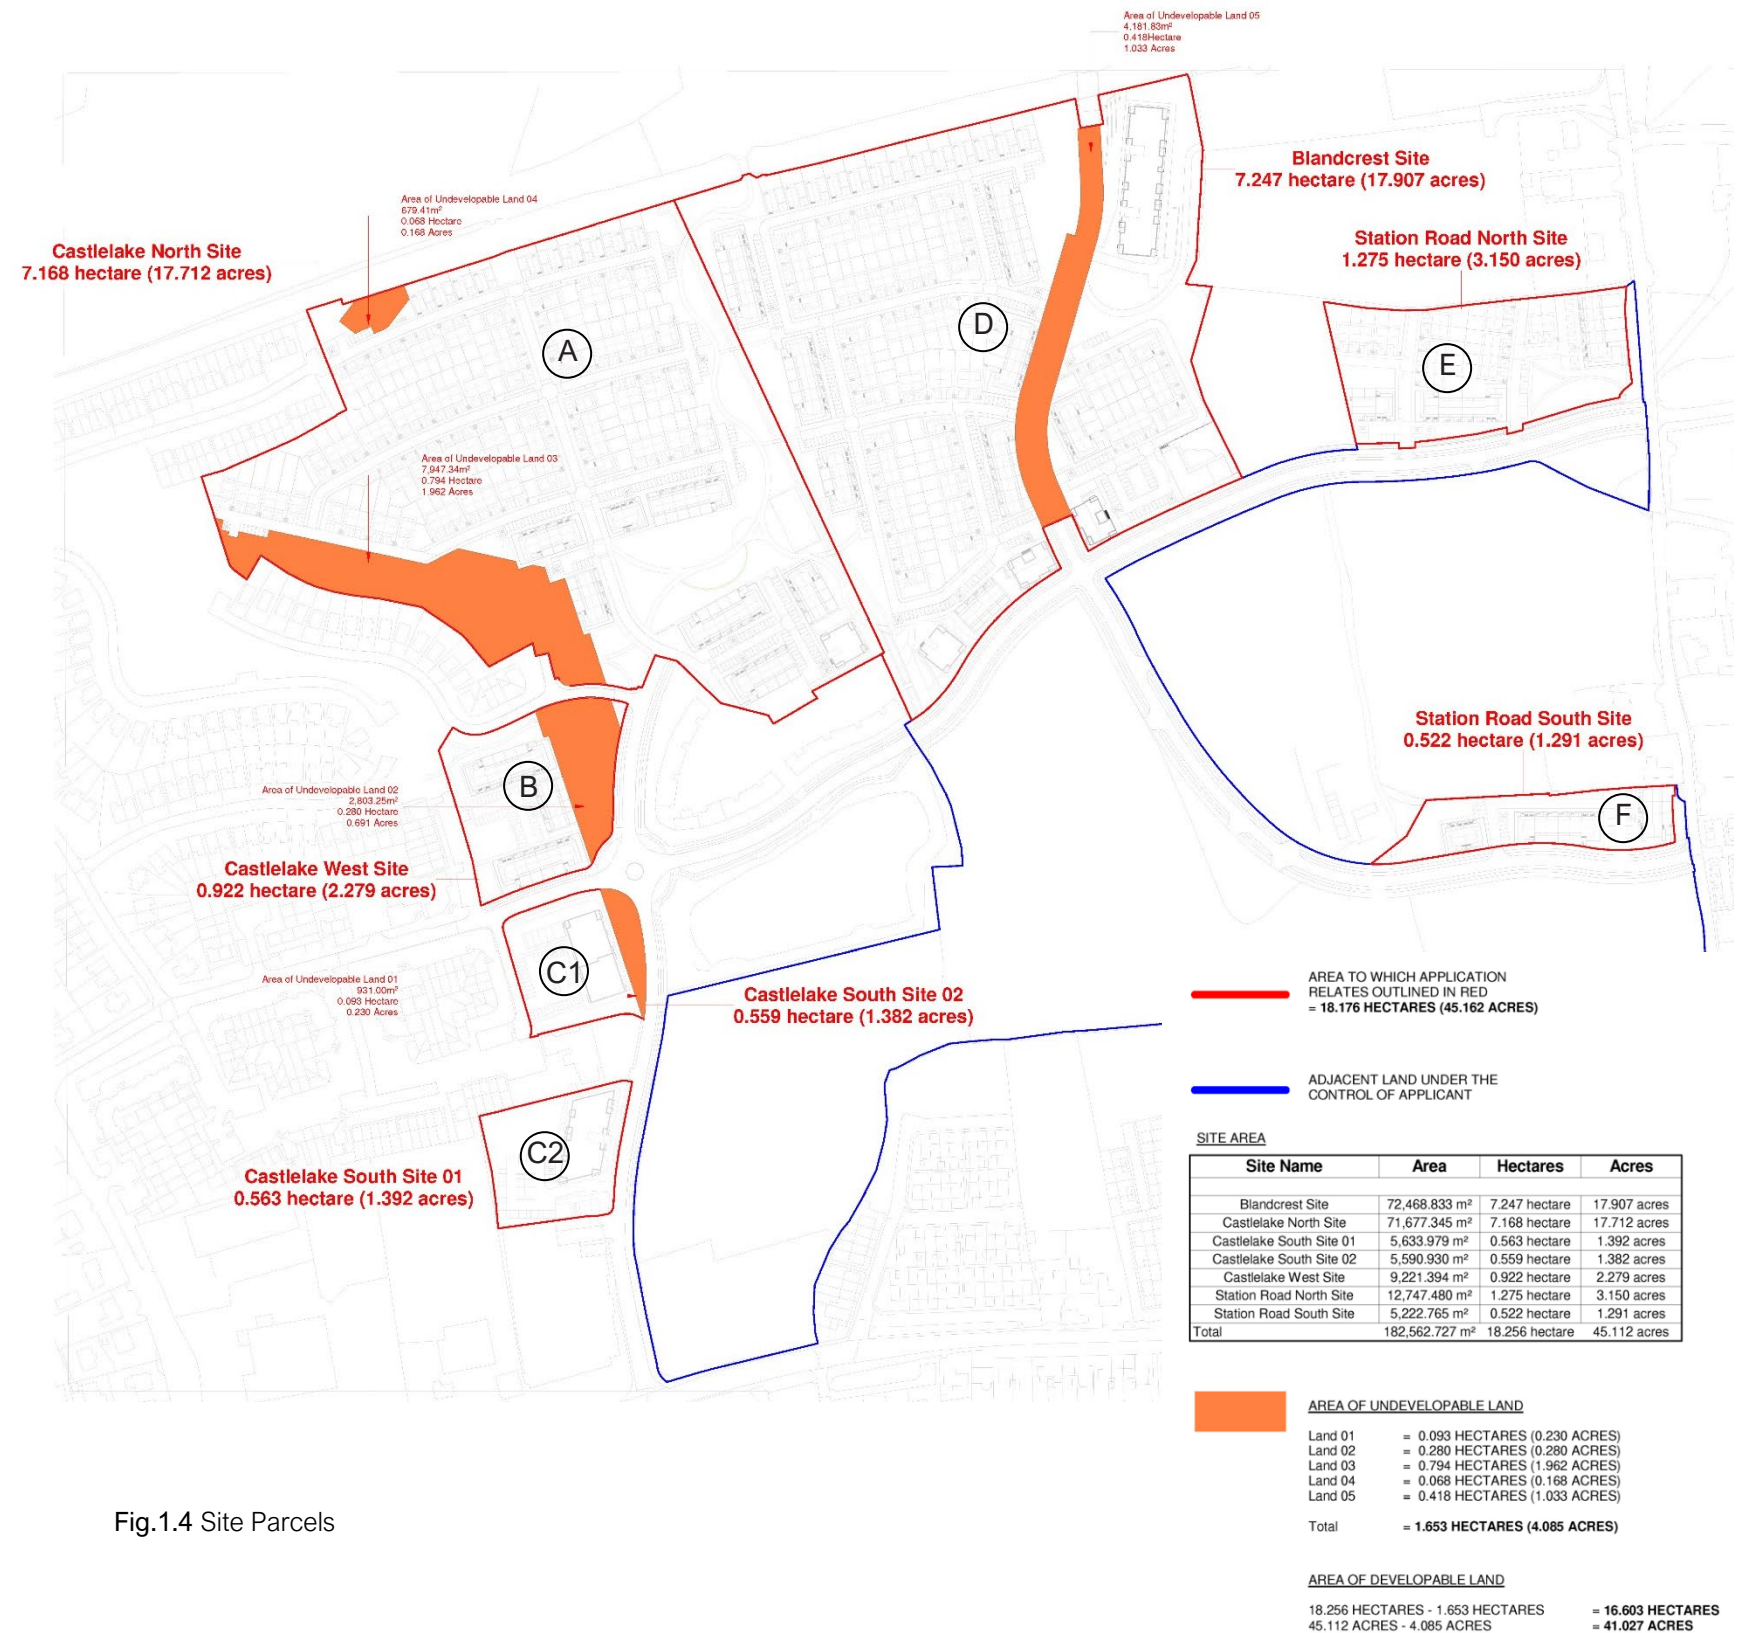 Area of Undevelopable Land 05
4,181.83m²
0.418Hectare
1.033 Acres
Blandcrest Site
7.247 hectare (17.907 acres)
Area of Undevelopable Land 04
679.41m²
0.068 Hectare
0.168 Acres
Castlelake North Site
7.168 hectare (17.712 acres)
Station Road North Site
1.275 hectare (3.150 acres)
A
D
E
Area of Undevelopable Land 03
7,947.34m²
0.794 Hectare
1.962 Acres
Station Road South Site
0.522 hectare (1.291 acres)
B
F
Area of Undevelopable Land 02
2,803.25m²
0.280 Hectare
0.691 Acres
Castlelake West Site
0.922 hectare (2.279 acres)
C1
Area of Undevelopable Land 01
931.00m²
0.093 Hectare
0.230 Acres
Castlelake South Site 02
0.559 hectare (1.382 acres)
C2
Castlelake South Site 01
0.563 hectare (1.392 acres)
AREA TO WHICH APPLICATION
RELATES OUTLINED IN RED
= 18.176 HECTARES (45.162 ACRES)
ADJACENT LAND UNDER THE
CONTROL OF APPLICANT
SITE AREA
Site Name Area Hectares Acres
Blandcrest Site 72,468.833 m² 7.247 hectare 17.907 acres
Castlelake North Site 71,677.345 m² 7.168 hectare 17.712 acres
Castlelake South Site 01 5,633.979 m² 0.563 hectare 1.392 acres
Castlelake South Site 02 5,590.930 m² 0.559 hectare 1.382 acres
Castlelake West Site 9,221.394 m² 0.922 hectare 2.279 acres
Station Road North Site 12,747.480 m² 1.275 hectare 3.150 acres
Station Road South Site 5,222.765 m² 0.522 hectare 1.291 acres
Total 182,562.727 m² 18.256 hectare 45.112 acres
AREA OF UNDEVELOPABLE LAND
Land 01 = 0.093 HECTARES (0.230 ACRES)
Land 02 = 0.280 HECTARES (0.280 ACRES)
Land 03 = 0.794 HECTARES (1.962 ACRES)
Land 04 = 0.068 HECTARES (0.168 ACRES)
Land 05 = 0.418 HECTARES (1.033 ACRES)
Total = 1.653 HECTARES (4.085 ACRES)
AREA OF DEVELOPABLE LAND
18.256 HECTARES - 1.653 HECTARES = 16.603 HECTARES
45.112 ACRES - 4.085 ACRES = 41.027 ACRES
Fig.1.4 Site Parcels